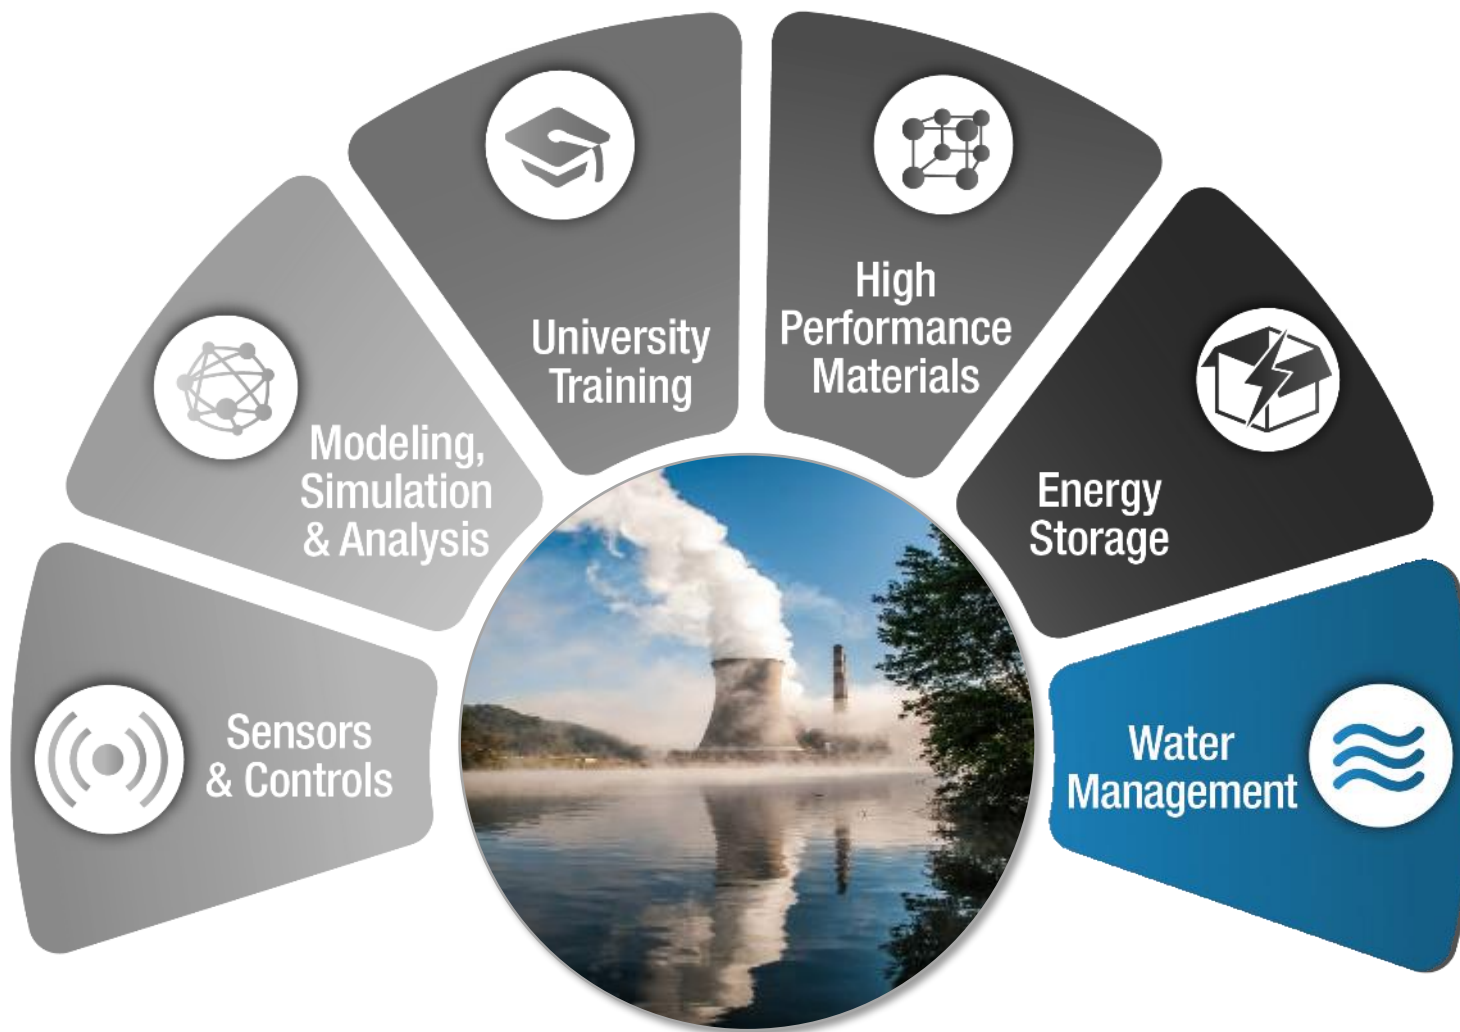 Sensors
& Controls
Modeling,
Simulation
& Analysis
University
Training
High
Performance
Materials
Energy
Storage
Water
Management